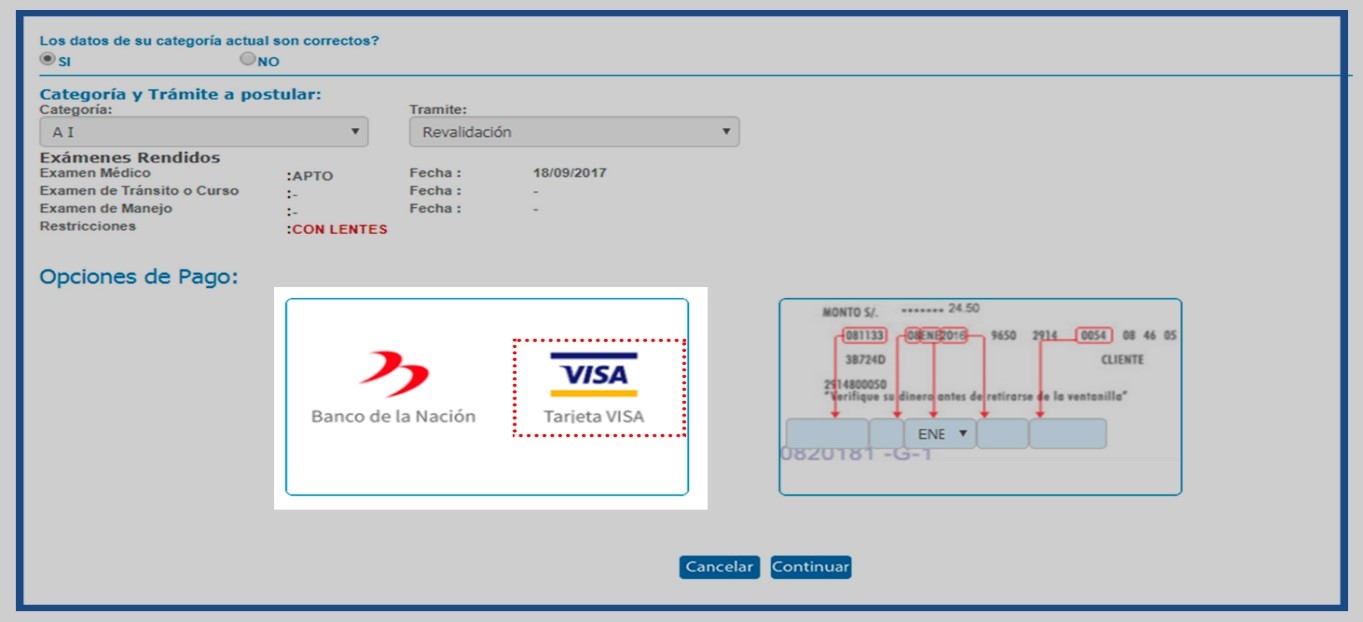 Los datos de su categoría actual son correctos?
SI NO
Categoría y Trámite a postular:
Categoría: Tramite:
A I Revalidación
Exámenes Rendidos
Examen Médico :APTO Fecha : 18/09/2017
Examen de Tránsito o Curso :- Fecha : -
Examen de Manejo :- Fecha : -
Restricciones :CON LENTES
Opciones de Pago:
VISA
Banco de la Nación Tarjeta VISA
MONTO S/. ------- 24.50
081133 08ENE2016 9650 2914 0054 08 46 05
3B724D CLIENTE
2914800050
"Verifique su dinero antes de retirarse de la ventanilla"
ENE
0820181 -G-1
Cancelar Continuar